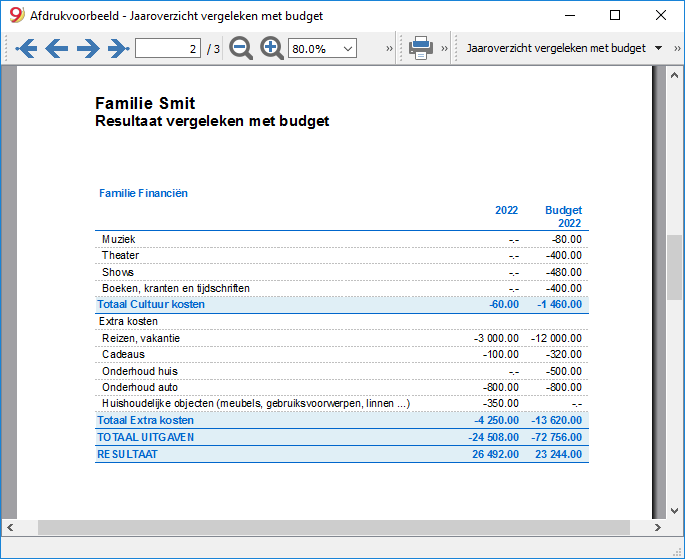 Afdrukvoorbeeld - Jaaroverzicht vergeleken met budget
2 / 3 80.0% Jaaroverzicht vergeleken met budget
Familie Smit
Resultaat vergeleken met budget
Familie Financiën
2022 Budget
2022
Muziek -.- -80.00
Theater -.- -400.00
Shows -.- -480.00
Boeken, kranten en tijdschriften -.- -400.00
Totaal Cultuur kosten -60.00 -1 460.00
Extra kosten
Reizen, vakantie -3 000.00 -12 000.00
Cadeaus -100.00 -320.00
Onderhoud huis -.- -500.00
Onderhoud auto -800.00 -800.00
Huishoudelijke objecten (meubels, gebruiksvoorwerpen, linnen ...) -350.00 -.-
Totaal Extra kosten -4 250.00 -13 620.00
TOTAAL UITGAVEN -24 508.00 -72 756.00
RESULTAAT 26 492.00 23 244.00